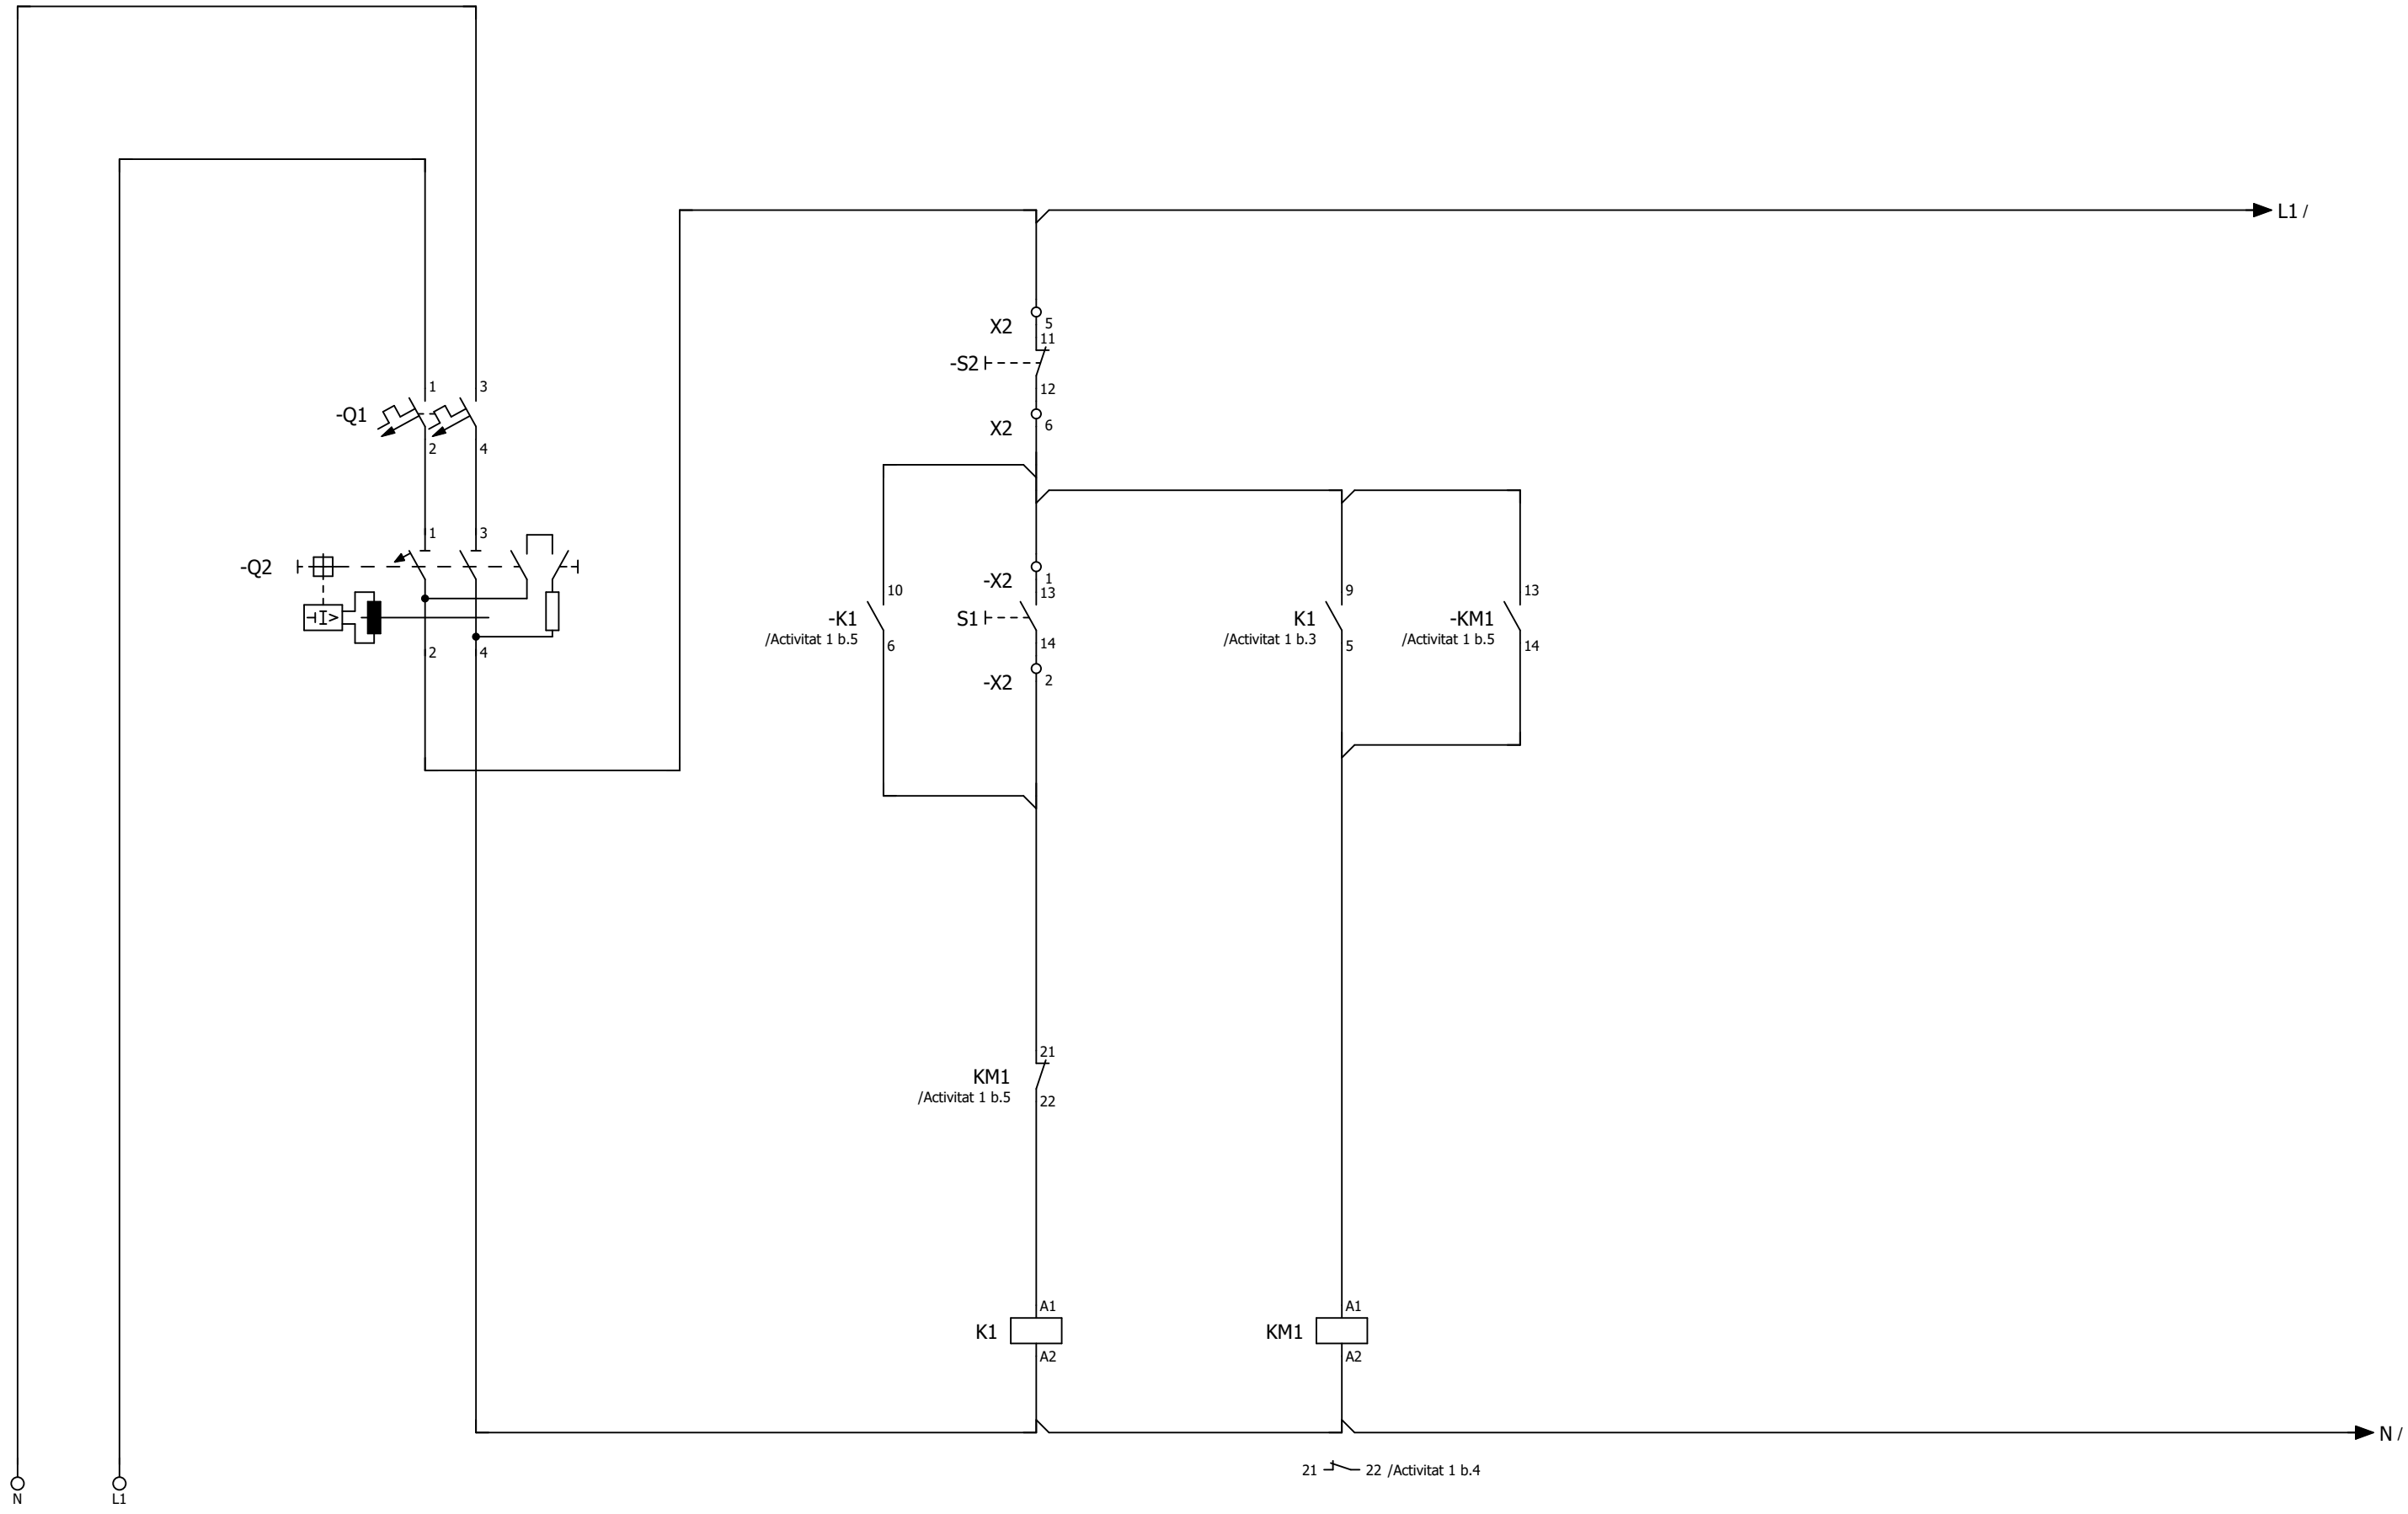 L1 /
X2
5
11
-S2
12
X2
6
-Q1
1
3
2
4
-Q2
1
3
I>
2
4
10
-K1
/Activitat 1 b.5
6
-X2
1
13
S1
14
-X2
2
9
K1
/Activitat 1 b.3
5
13
-KM1
/Activitat 1 b.5
14
21
KM1
/Activitat 1 b.5
22
A1
K1
A2
A1
KM1
A2
N /
21 22 /Activitat 1 b.4
N
L1